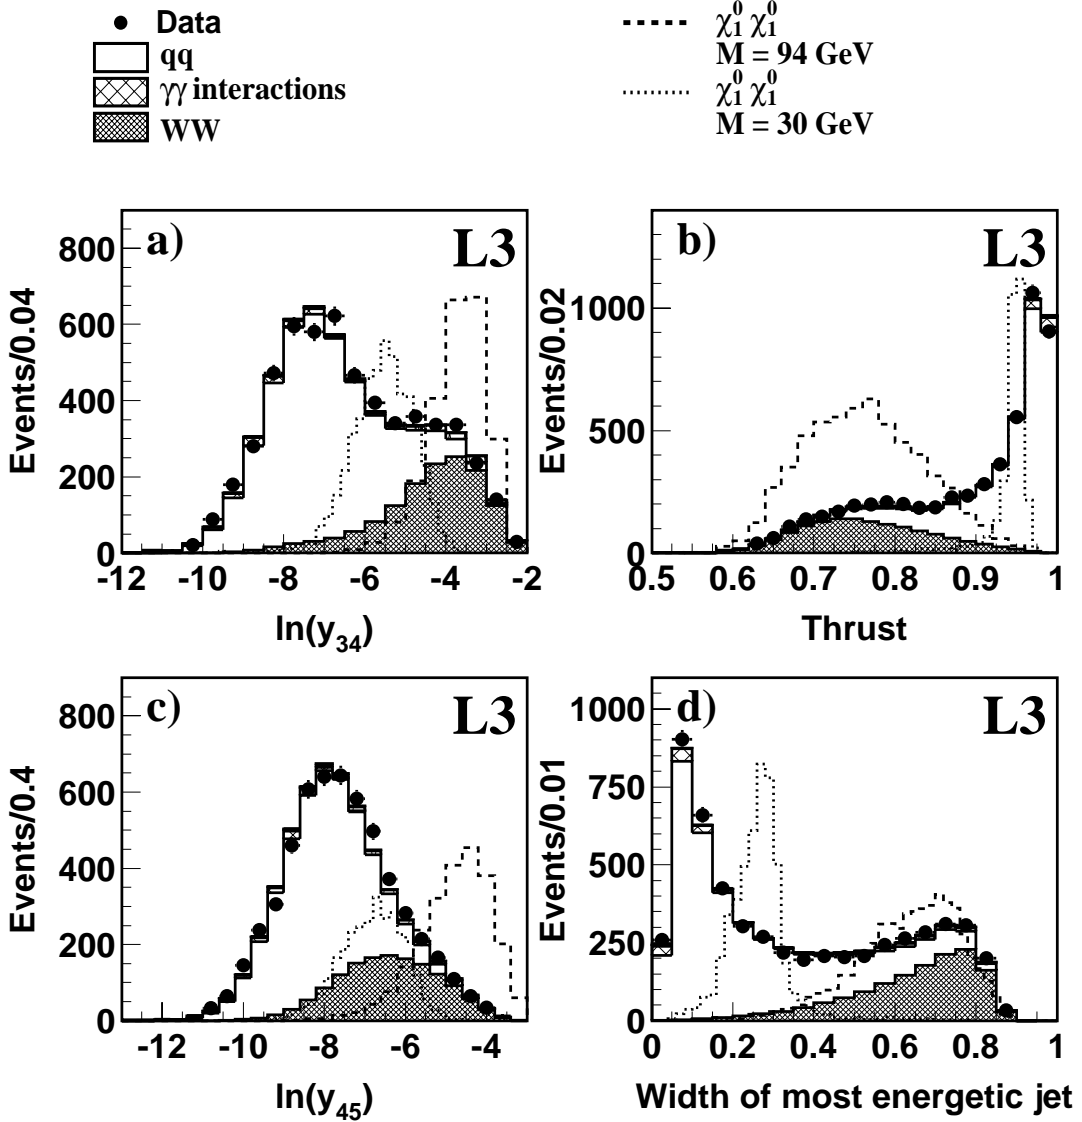 Data
qq
γγ interactions
WW
χ⁰₁ χ⁰₁
M = 94 GeV
χ⁰₁ χ⁰₁
M = 30 GeV
a)
L3
Events/0.04
800
600
400
200
0
-12 -10 -8 -6 -4 -2
ln(y₃₄)
b)
L3
Events/0.02
1000
500
0
0.5 0.6 0.7 0.8 0.9 1
Thrust
c)
L3
Events/0.4
800
600
400
200
0
-12 -10 -8 -6 -4
ln(y₄₅)
d)
L3
Events/0.01
1000
750
500
250
0
0 0.2 0.4 0.6 0.8 1
Width of most energetic jet